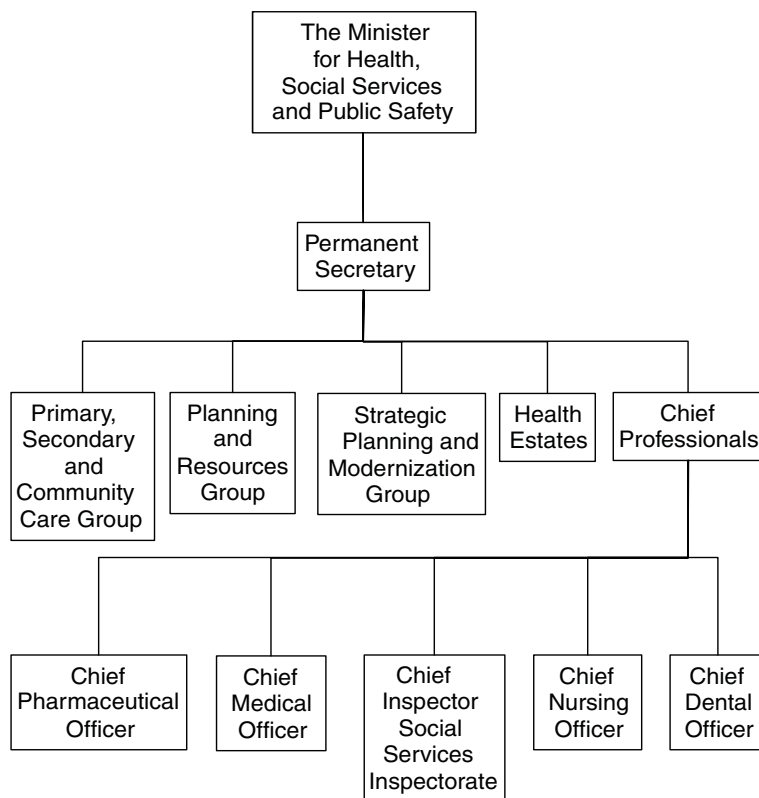 The Minister
for Health,
Social Services
and Public Safety
Permanent
Secretary
Primary,
Secondary
and
Community
Care Group
Planning
and
Resources
Group
Strategic
Planning and
Modernization
Group
Health
Estates
Chief
Professionals
Chief
Pharmaceutical
Officer
Chief
Medical
Officer
Chief
Inspector
Social
Services
Inspectorate
Chief
Nursing
Officer
Chief
Dental
Officer